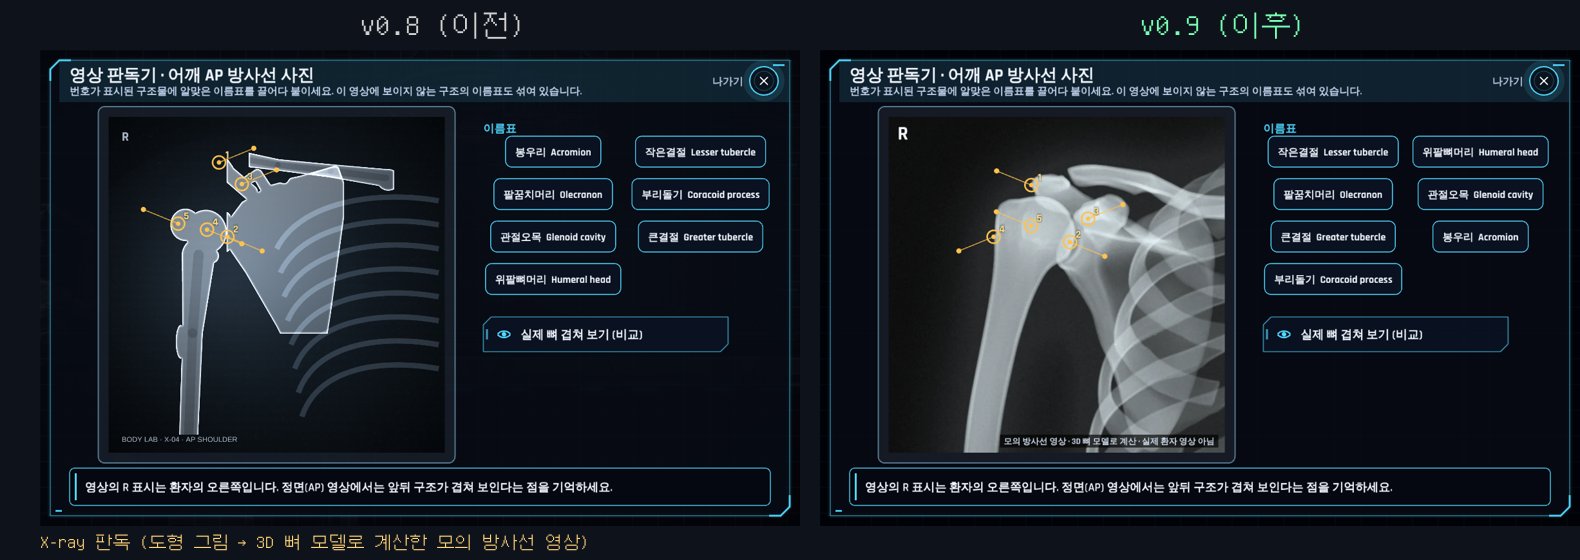 v0.8 (이전)
영상 판독기 · 어깨 AP 방사선 사진
번호가 표시된 구조물에 알맞은 이름표를 끌어다 붙이세요. 이 영상에 보이지 않는 구조의 이름표도 섞여 있습니다.
나가기
R
1
3
5
4
2
BODY LAB · X-04 · AP SHOULDER
이름표
봉우리 Acromion
작은결절 Lesser tubercle
팔꿈치머리 Olecranon
부리돌기 Coracoid process
관절오목 Glenoid cavity
큰결절 Greater tubercle
위팔뼈머리 Humeral head
실제 뼈 겹쳐 보기 (비교)
영상의 R 표시는 환자의 오른쪽입니다. 정면(AP) 영상에서는 앞뒤 구조가 겹쳐 보인다는 점을 기억하세요.
v0.9 (이후)
영상 판독기 · 어깨 AP 방사선 사진
번호가 표시된 구조물에 알맞은 이름표를 끌어다 붙이세요. 이 영상에 보이지 않는 구조의 이름표도 섞여 있습니다.
나가기
R
1
3
5
4
2
모의 방사선 영상 · 3D 뼈 모델로 계산 · 실제 환자 영상 아님
이름표
작은결절 Lesser tubercle
위팔뼈머리 Humeral head
팔꿈치머리 Olecranon
관절오목 Glenoid cavity
큰결절 Greater tubercle
봉우리 Acromion
부리돌기 Coracoid process
실제 뼈 겹쳐 보기 (비교)
영상의 R 표시는 환자의 오른쪽입니다. 정면(AP) 영상에서는 앞뒤 구조가 겹쳐 보인다는 점을 기억하세요.
X-ray 판독 (도형 그림 → 3D 뼈 모델로 계산한 모의 방사선 영상)